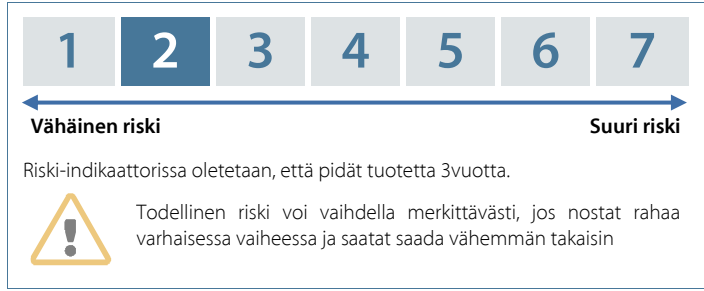 1 2 3 4 5 6 7
Vähäinen riski Suuri riski
Riski-indikaattorissa oletetaan, että pidät tuotetta 3vuotta.
Todellinen riski voi vaihdella merkittävästi, jos nostat rahaa
varhaisessa vaiheessa ja saatat saada vähemmän takaisin